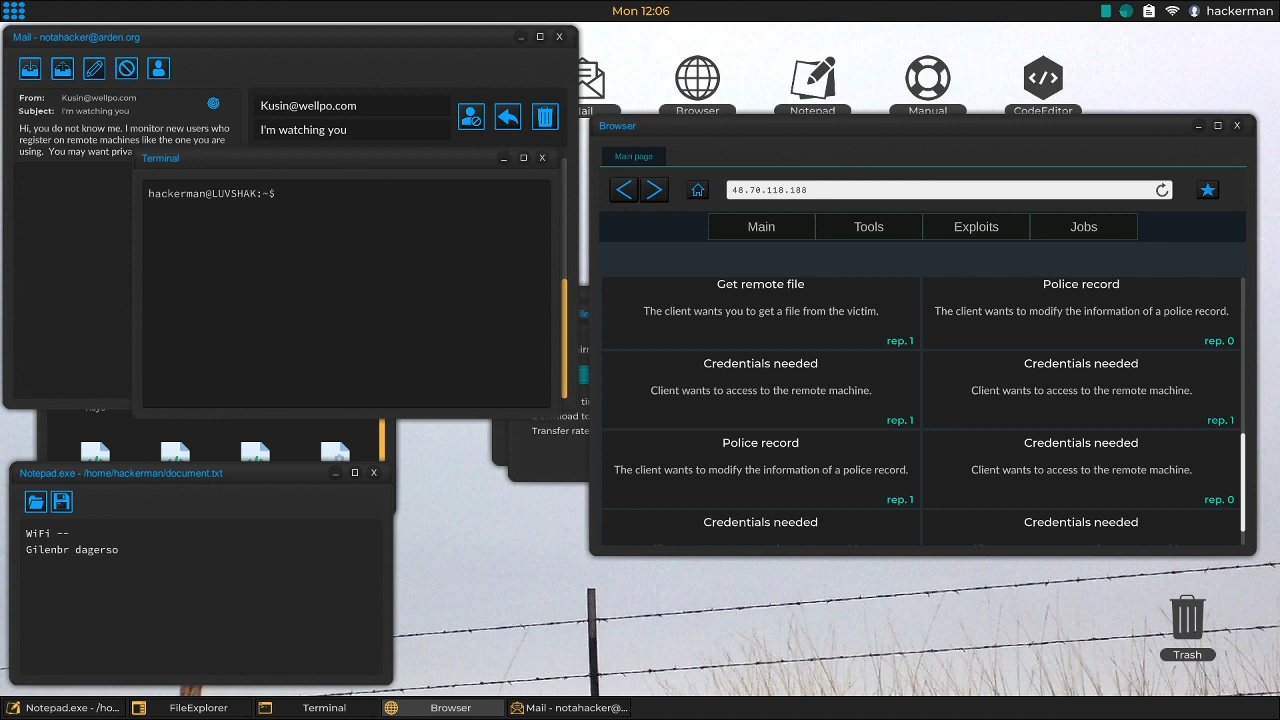 Mon 12:06
hackerman
Mail - notahacker@arden.org
From: Kusin@wellpo.com
Subject: I'm watching you
Hi, you do not know me. I monitor new users who
register on remote machines like the one you are
using. You may want priva
Kusin@wellpo.com
I'm watching you
Terminal
hackerman@LUVSHAK:~$
Browser
Notepad
Manual
CodeEditor
Browser
Main page
48.70.118.188
Main
Tools
Exploits
Jobs
Get remote file
The client wants you to get a file from the victim.
rep. 1
Police record
The client wants to modify the information of a police record.
rep. 0
Credentials needed
Client wants to access to the remote machine.
rep. 1
Credentials needed
Client wants to access to the remote machine.
rep. 1
Police record
The client wants to modify the information of a police record.
rep. 1
Credentials needed
Client wants to access to the remote machine.
rep. 0
Credentials needed
Credentials needed
Transfer rate
Notepad.exe - /home/hackerman/document.txt
WiFi --
Gilenbr dagerso
Trash
Notepad.exe - /ho...
FileExplorer
Terminal
Browser
Mail - notahacker@...